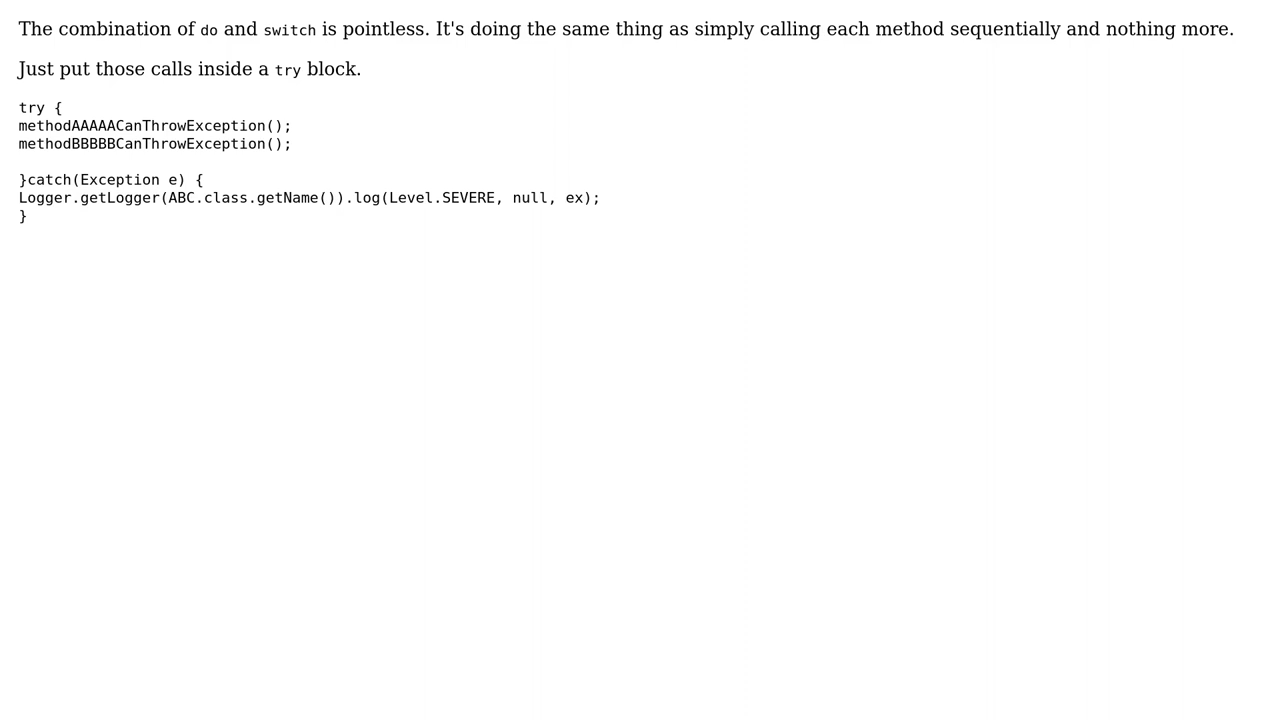 The combination of do and switch is pointless. It's doing the same thing as simply calling each method sequentially and nothing more.
Just put those calls inside a try block.
try {
methodAAAAACanThrowException();
methodBBBBBCanThrowException();
}catch(Exception e) {
Logger.getLogger(ABC.class.getName()).log(Level.SEVERE, null, ex);
}